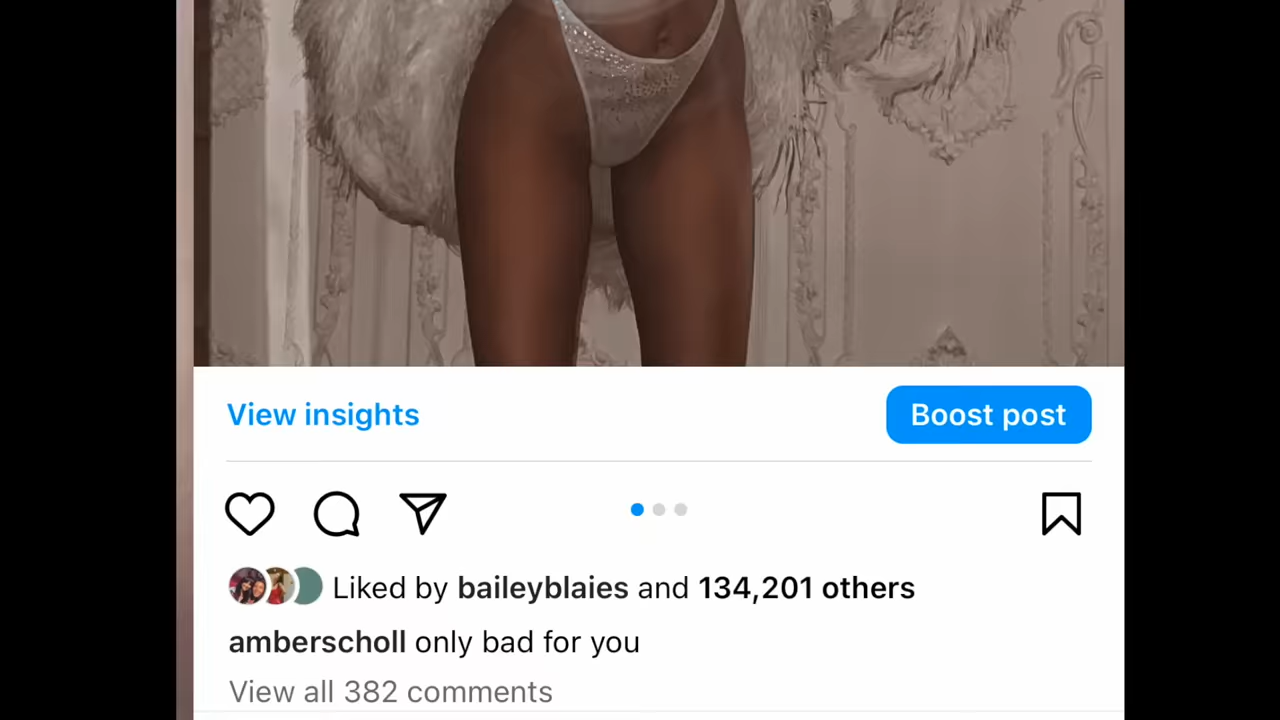 View insights
Boost post
Liked by baileyblaies and 134,201 others
amberscholl only bad for you
View all 382 comments